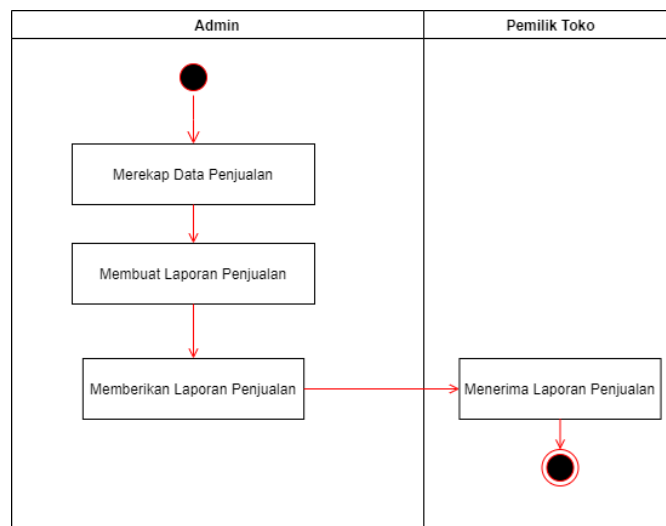 Admin
Pemilik Toko
Merekap Data Penjualan
Membuat Laporan Penjualan
Memberikan Laporan Penjualan
Menerima Laporan Penjualan